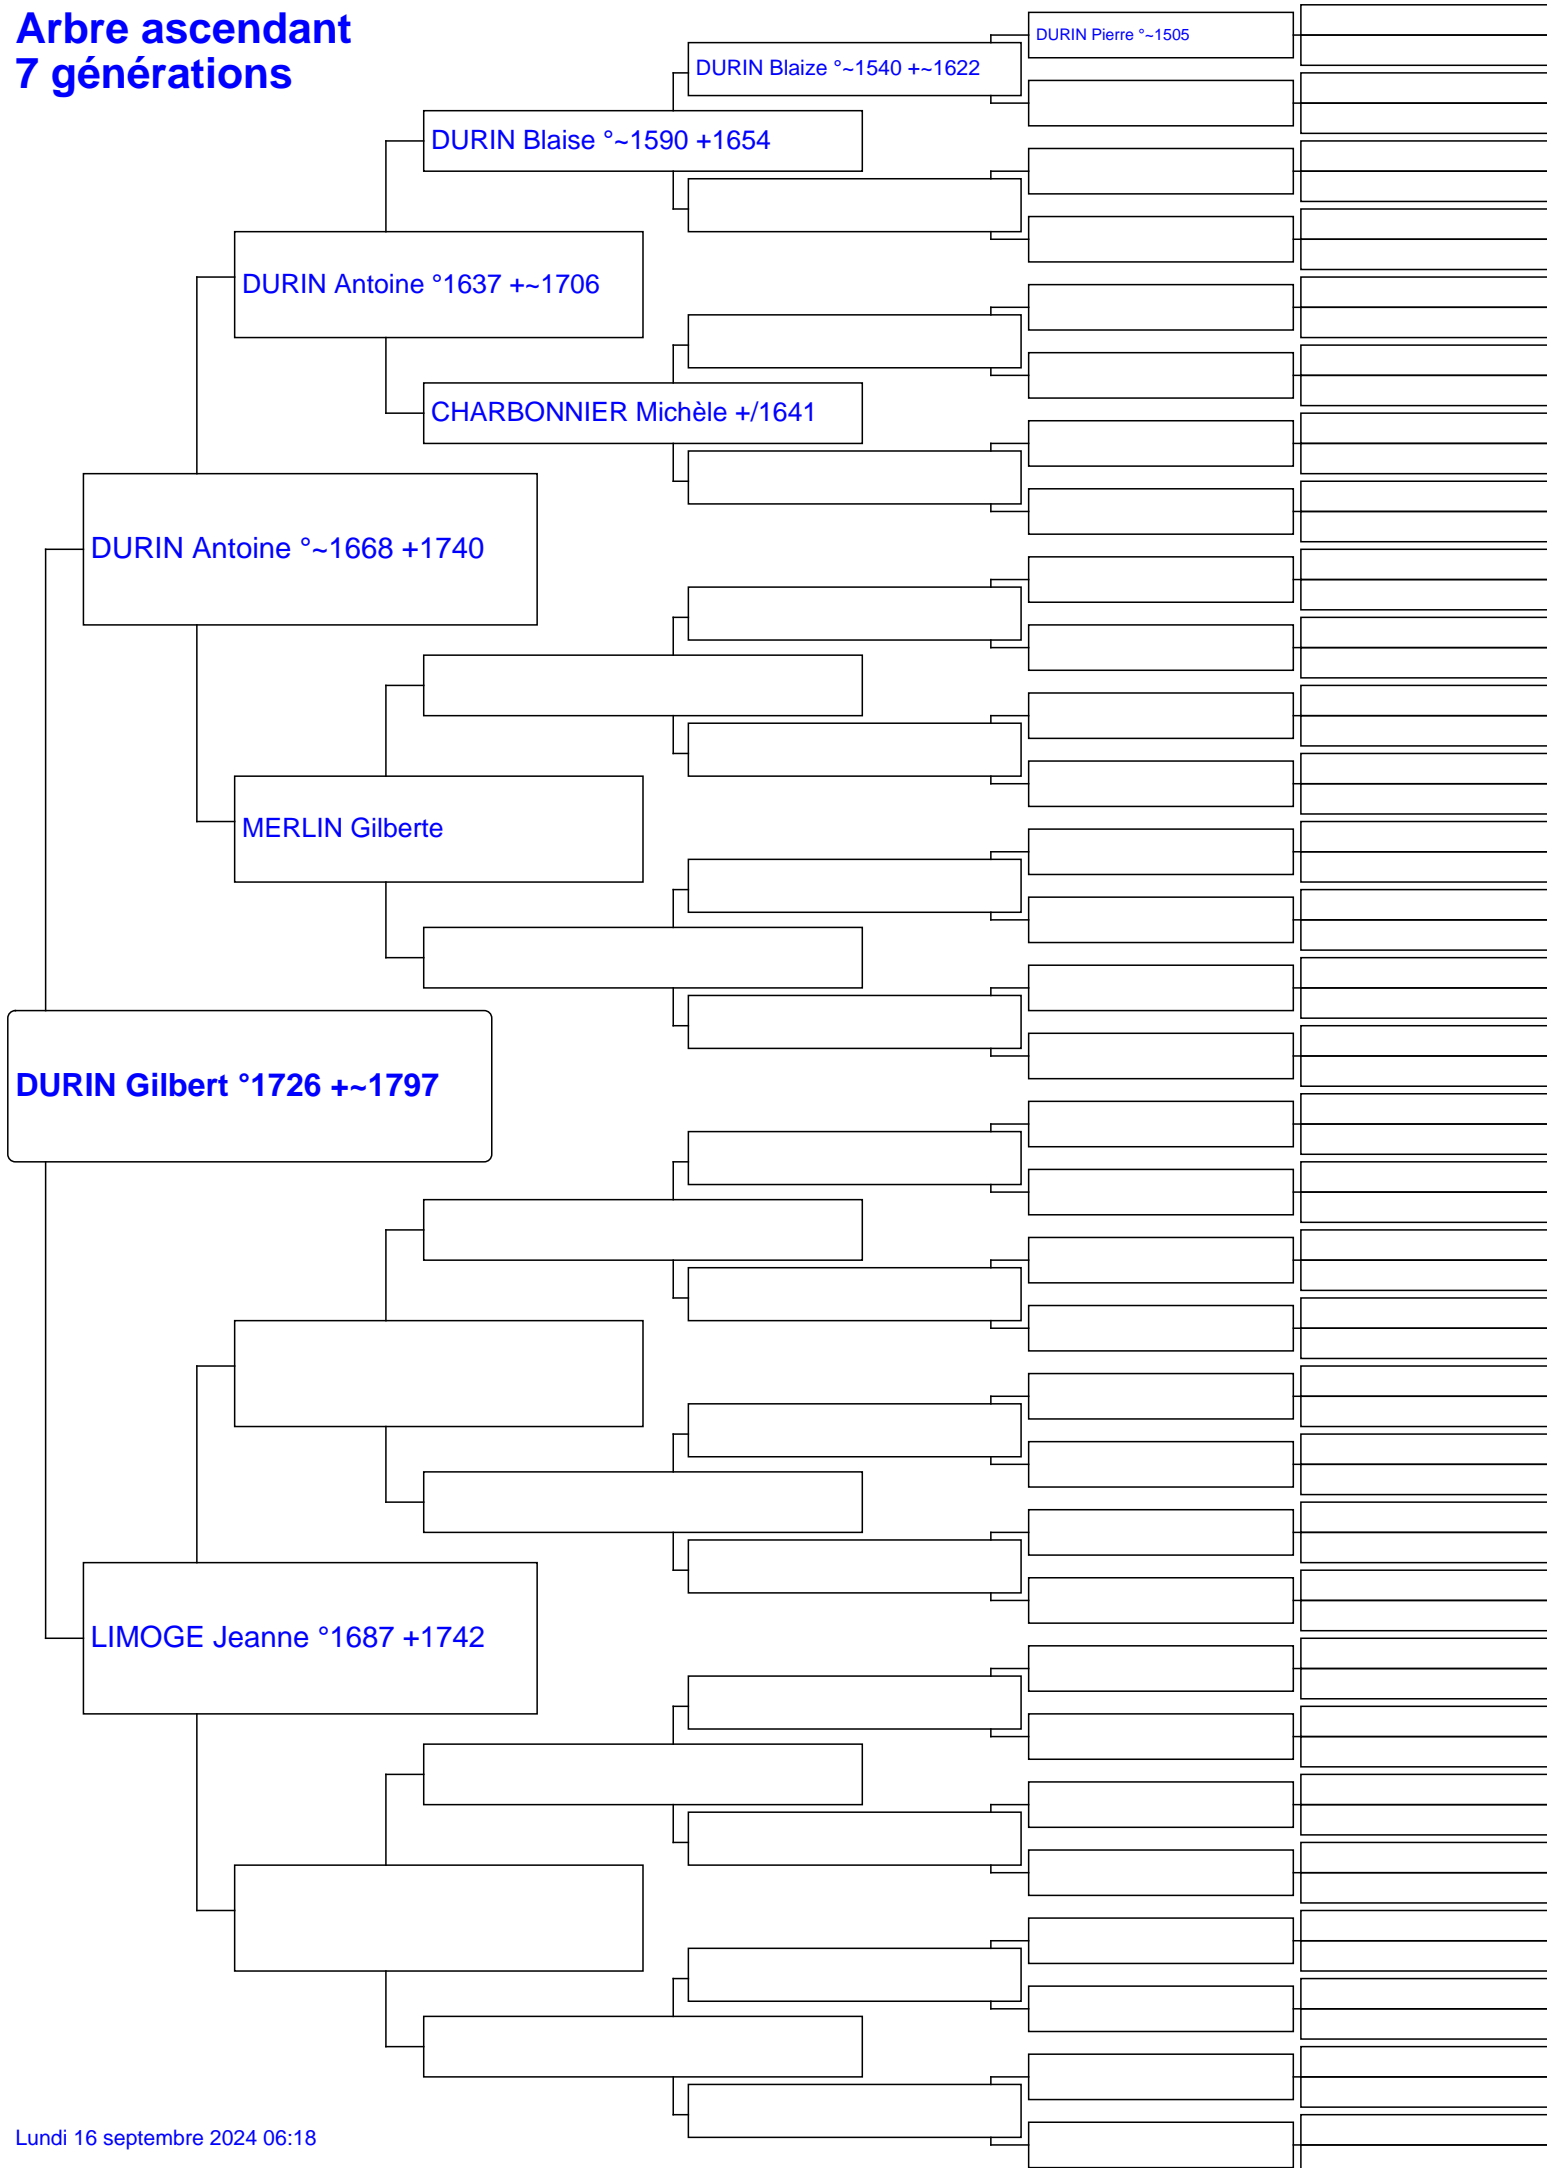 Arbre ascendant
7 générations
DURIN Pierre °~1505
DURIN Blaize °~1540 +~1622
DURIN Blaise °~1590 +1654
DURIN Antoine °1637 +~1706
CHARBONNIER Michèle +/1641
DURIN Antoine °~1668 +1740
MERLIN Gilberte
DURIN Gilbert °1726 +~1797
LIMOGE Jeanne °1687 +1742
Lundi 16 septembre 2024 06:18